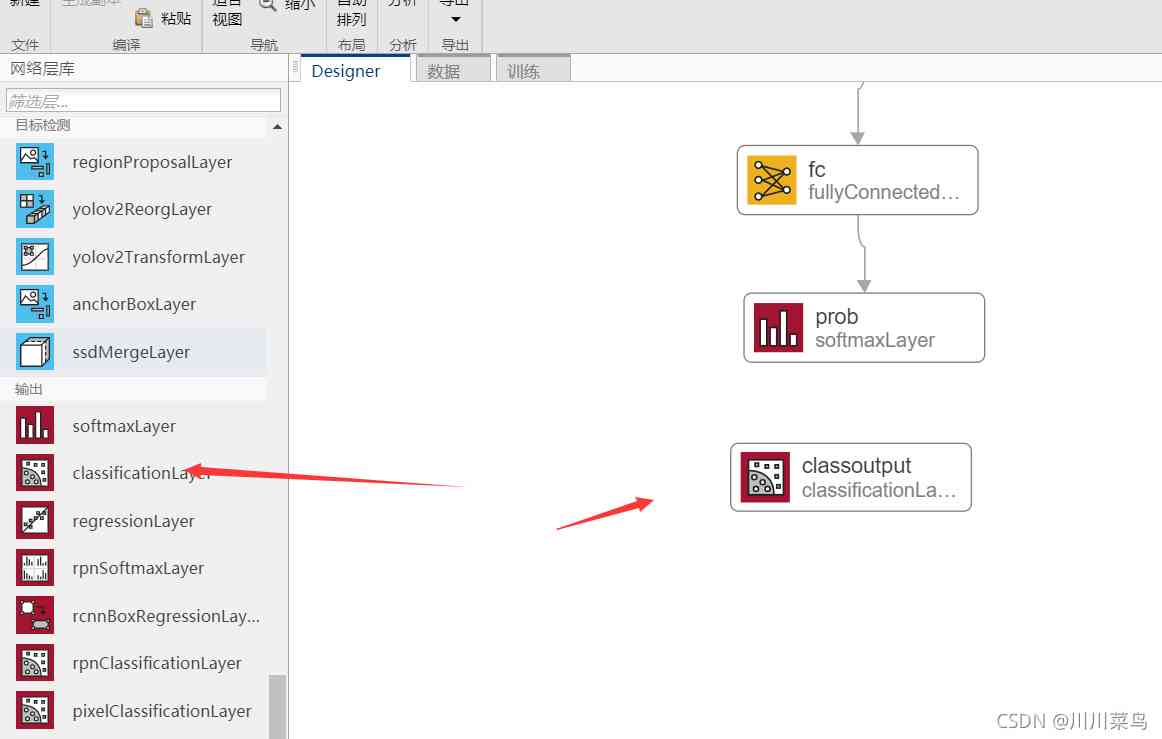 新建
生成副本
粘贴
适合
视图
缩小
自动
排列
分析
导出
文件
编译
导航
布局
分析
导出
网络层库
筛选层...
目标检测
regionProposalLayer
yolov2ReorgLayer
yolov2TransformLayer
anchorBoxLayer
ssdMergeLayer
输出
softmaxLayer
classificationLayer
regressionLayer
rpnSoftmaxLayer
rcnnBoxRegressionLay...
rpnClassificationLayer
pixelClassificationLayer
Designer
数据
训练
fc
fullyConnected...
prob
softmaxLayer
classoutput
classificationLa...
CSDN @川川菜鸟